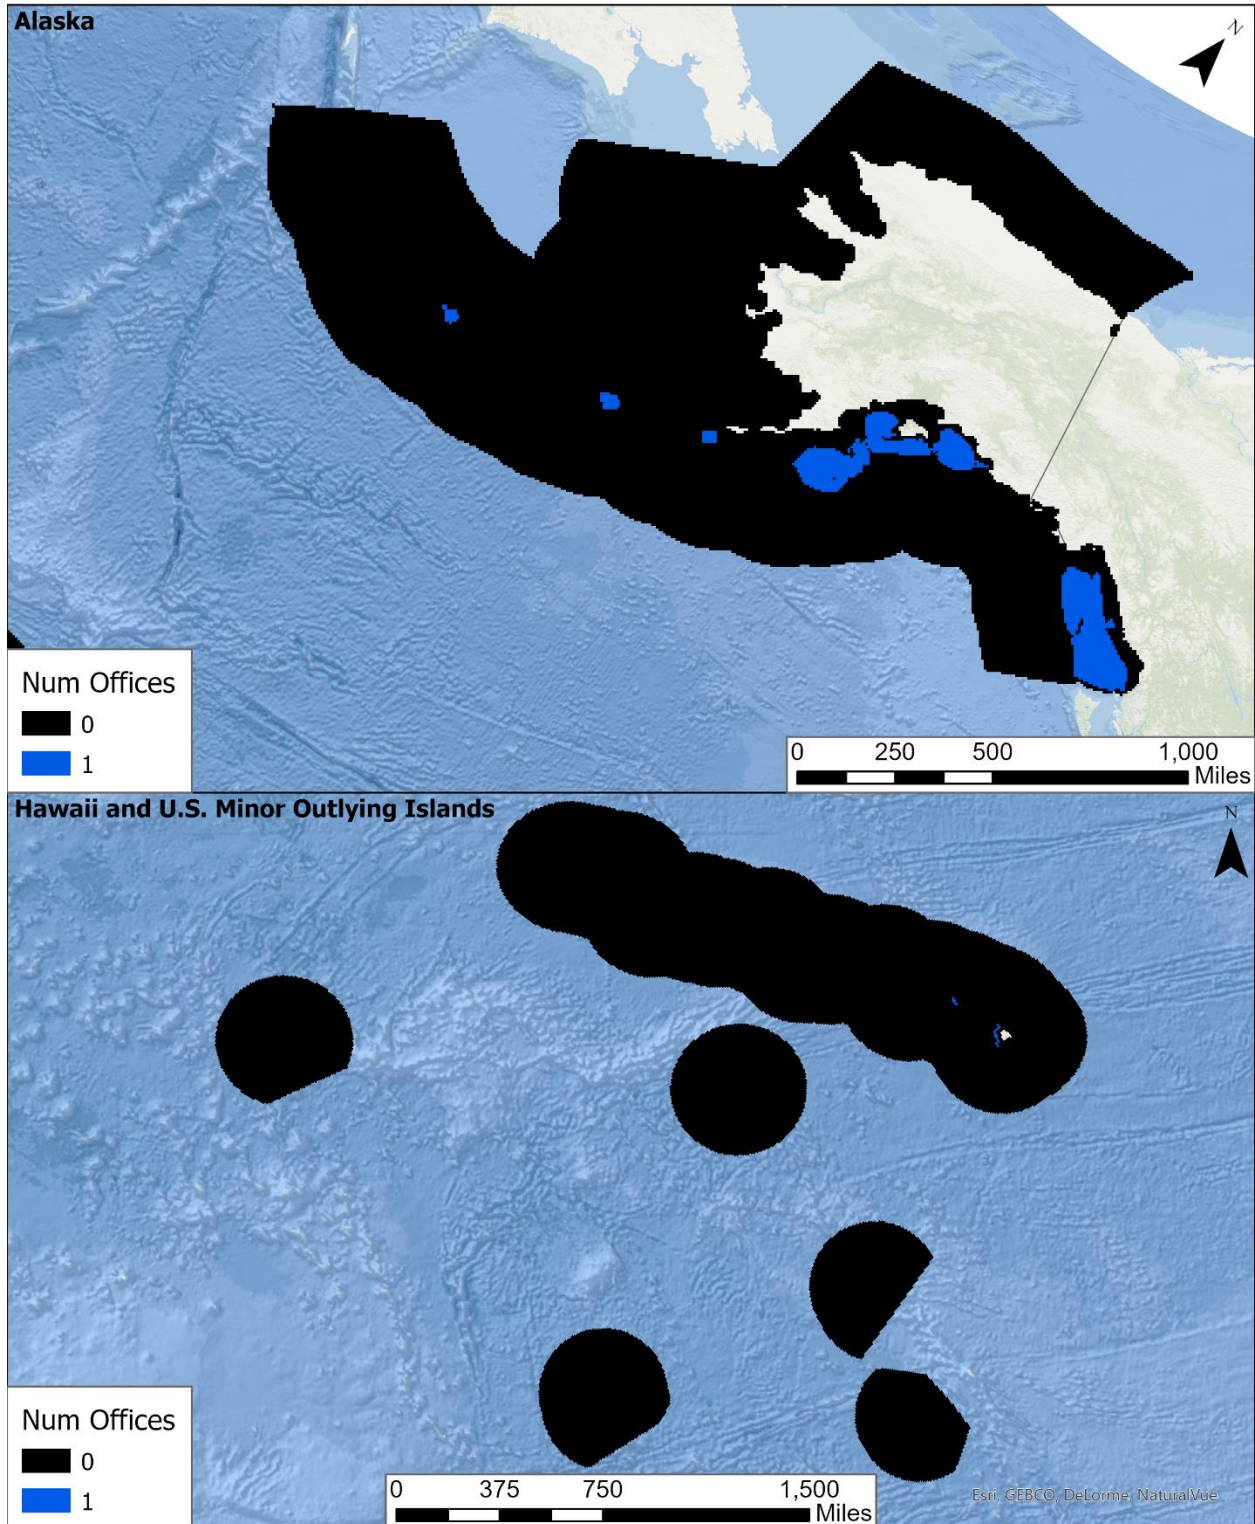 Alaska
N
Num Offices
0
1
0 250 500 1,000
Miles
Hawaii and U.S. Minor Outlying Islands
N
Num Offices
0
1
0 375 750 1,500
Miles
Esri, GEBCO, DeLorme, NaturalVue